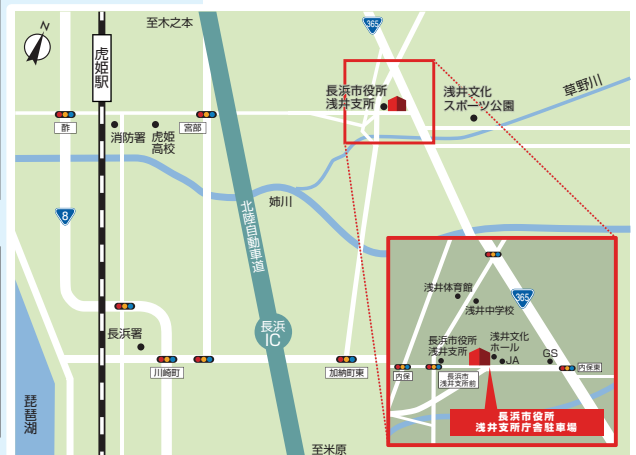 N
至木之本
365
虎姫駅
長浜市役所
浅井支所
浅井文化
スポーツ公園
草野川
酢
消防署
虎姫
高校
宮部
姉川
8
北陸自動車道
長浜
IC
長浜署
川崎町
加納町東
琵琶湖
至米原
浅井体育館
365
浅井中学校
長浜市役所
浅井支所
浅井文化
ホール
JA
GS
内保
長浜市
浅井支所前
内保東
長浜市役所
浅井支所庁舎駐車場